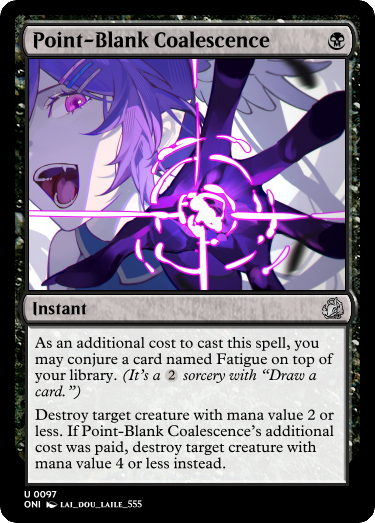 Point-Blank Coalescence
Instant
As an additional cost to cast this spell, you
may conjure a card named Fatigue on top of
your library. (It's a 2 sorcery with “Draw a
card.”)
Destroy target creature with mana value 2 or
less. If Point-Blank Coalescence's additional
cost was paid, destroy target creature with
mana value 4 or less instead.
U 0097
ONI LAI_DOU_LAILE_555